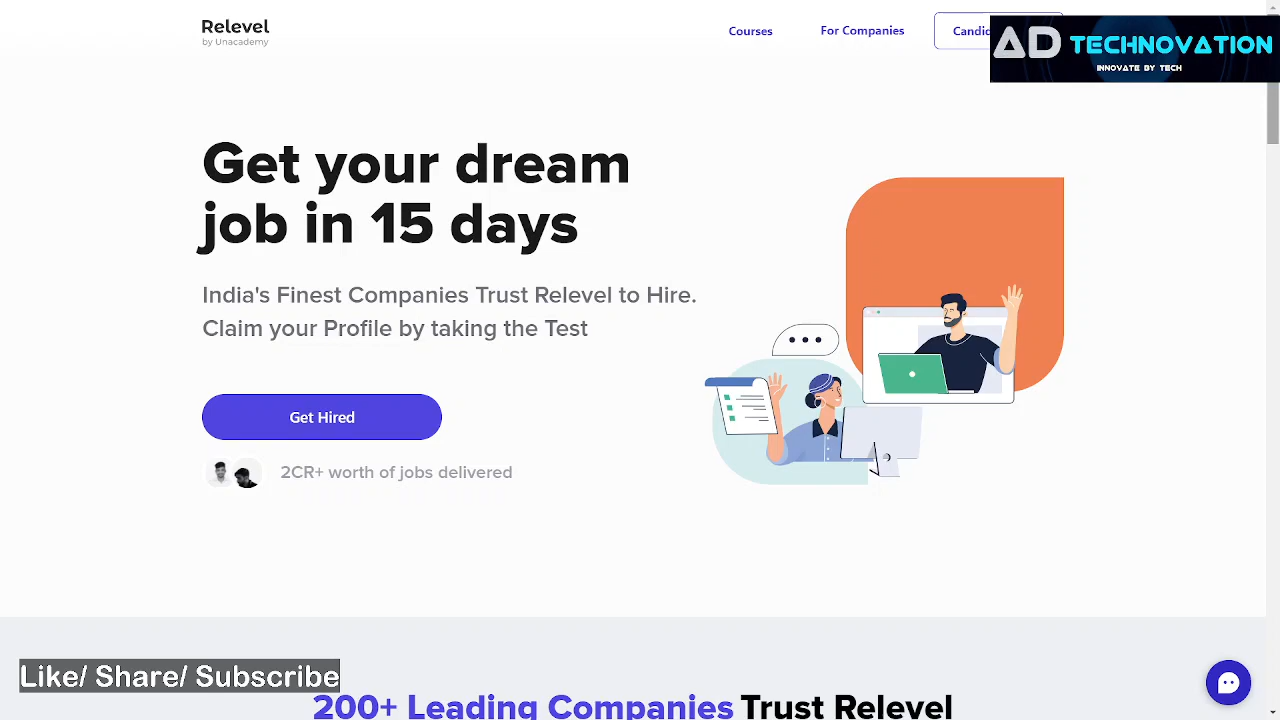 Relevel
by Unacademy
Courses
For Companies
AD TECHNOVATION
INNOVATE BY TECH
Get your dream
job in 15 days
India's Finest Companies Trust Relevel to Hire.
Claim your Profile by taking the Test
Get Hired
2CR+ worth of jobs delivered
Like/ Share/ Subscribe
200+ Leading Companies Trust Relevel